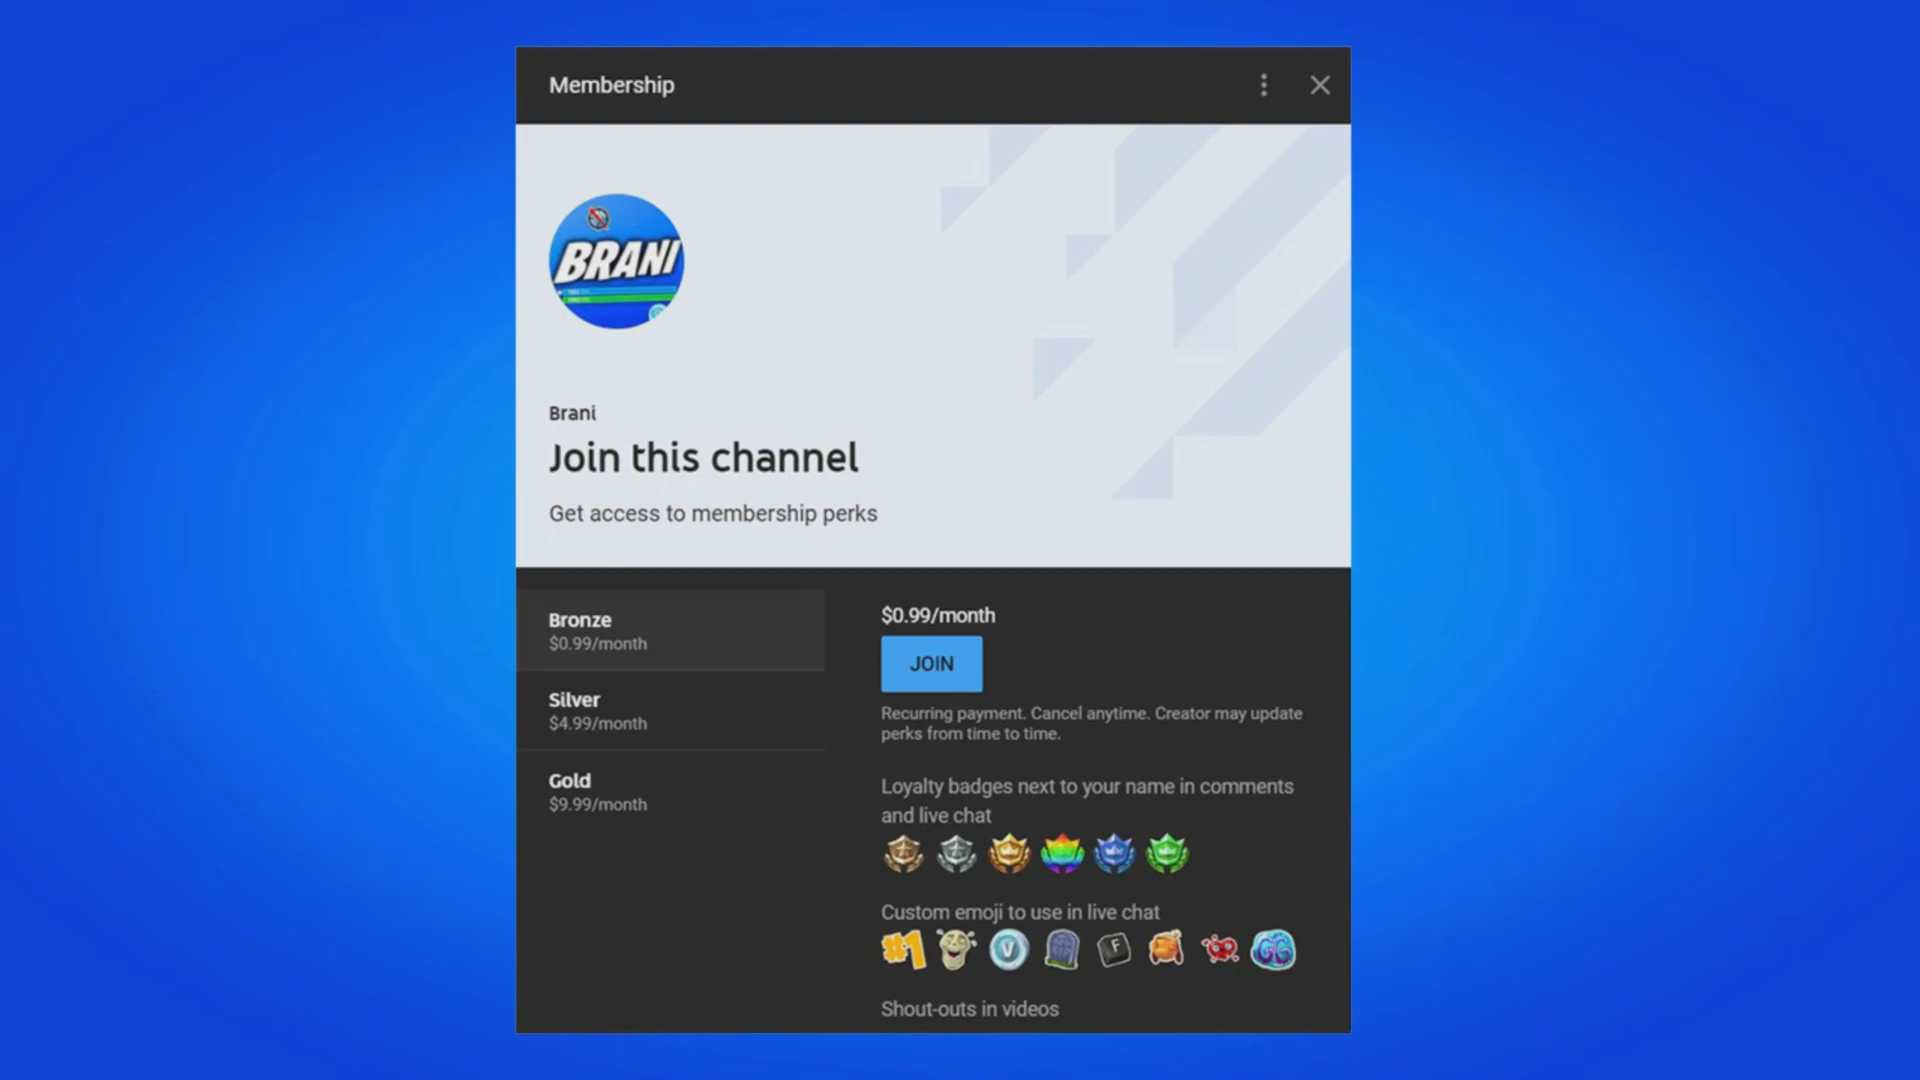 Membership
BRANI
Brani
Join this channel
Get access to membership perks
Bronze
$0.99/month
Silver
$4.99/month
Gold
$9.99/month
$0.99/month
JOIN
Recurring payment. Cancel anytime. Creator may update
perks from time to time.
Loyalty badges next to your name in comments
and live chat
Custom emoji to use in live chat
#1
V
F
GG
Shout-outs in videos